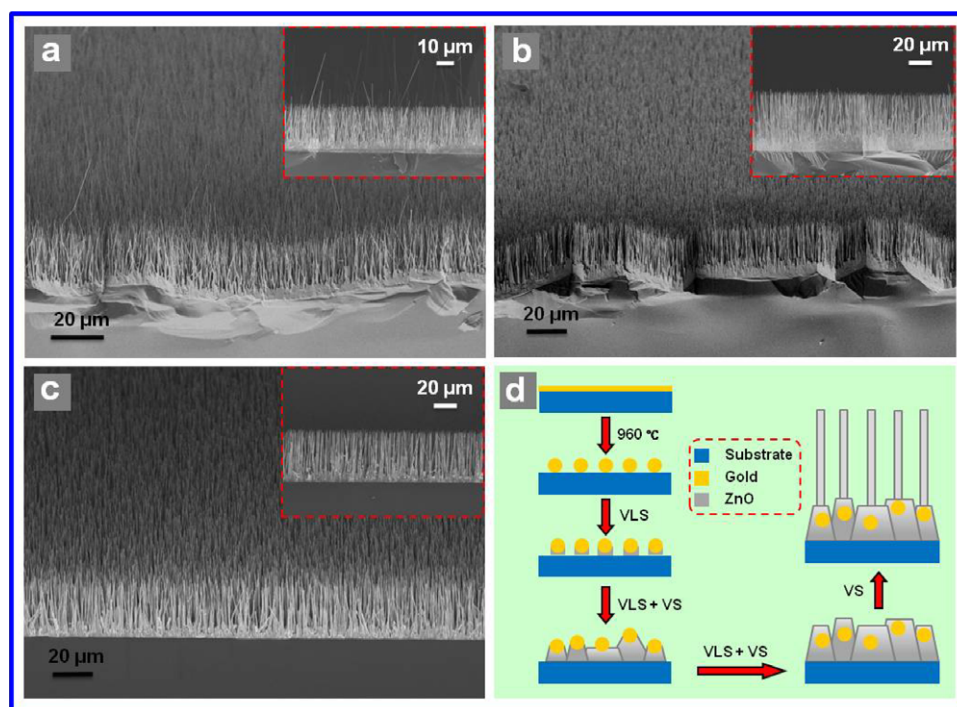 a
10 µm
20 µm
b
20 µm
20 µm
c
20 µm
20 µm
d
960 ℃
VLS
VLS + VS
VLS + VS
VS
Substrate
Gold
ZnO